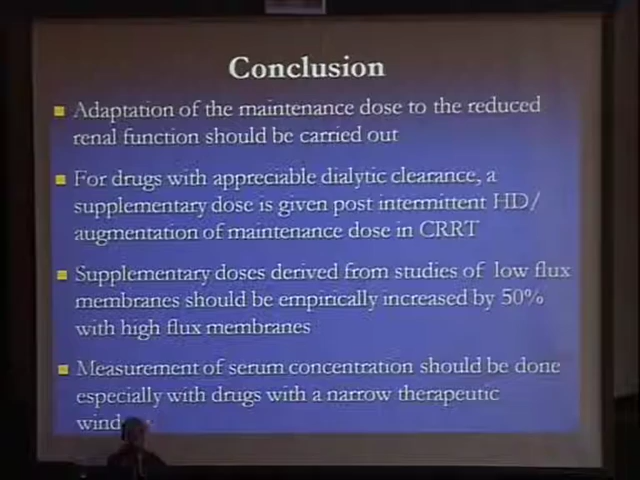 Conclusion
Adaptation of the maintenance dose to the reduced
renal function should be carried out
For drugs with appreciable dialytic clearance, a
supplementary dose is given post intermittent HD/
augmentation of maintenance dose in CRRT
Supplementary doses derived from studies of low flux
membranes should be empirically increased by 50%
with high flux membranes
Measurement of serum concentration should be done
especially with drugs with a narrow therapeutic